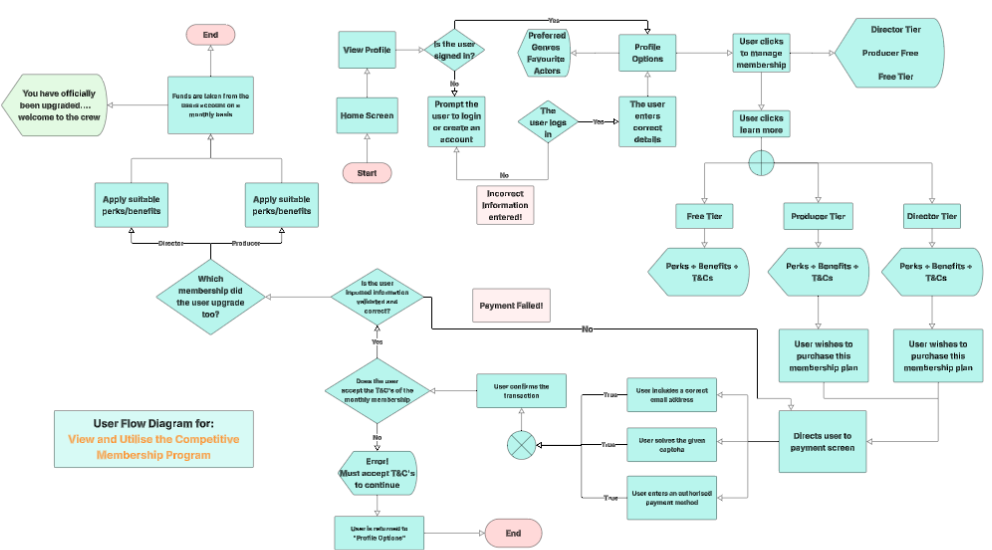 End
You have officially
been upgraded....
welcome to the crew
Funds are taken from the
users accounts on a
monthly basis
Apply suitable
perks/benefits
Apply suitable
perks/benefits
Director
Producer
Which
membership did
the user upgrade
too?
View Profile
Home Screen
Start
Is the user
signed in?
Yes
No
Prompt the
user to login
or create an
account
Preferred
Genres
Favourite
Actors
Profile
Options
The
user logs
in
Yes
No
The user
enters
correct
details
Incorrect
Information
entered!
User clicks
to manage
membership
Director Tier
Producer Free
Free Tier
User clicks
learn more
Free Tier
Producer Tier
Director Tier
Perks + Benefits +
T&Cs
Perks + Benefits +
T&Cs
Perks + Benefits +
T&Cs
User wishes to
purchase this
membership plan
User wishes to
purchase this
membership plan
Directs user to
payment screen
Is the user
inputted information
validated and
correct?
Payment Failed!
No
Yes
Does the user
accept the T&C's of the
monthly membership
No
Error!
Must accept T&C's
to continue
User is returned to
"Profile Options"
End
User confirms the
transaction
True
True
True
User includes a correct
email address
User solves the given
captcha
User enters an authorised
payment method
User Flow Diagram for:
View and Utilise the Competitive
Membership Program